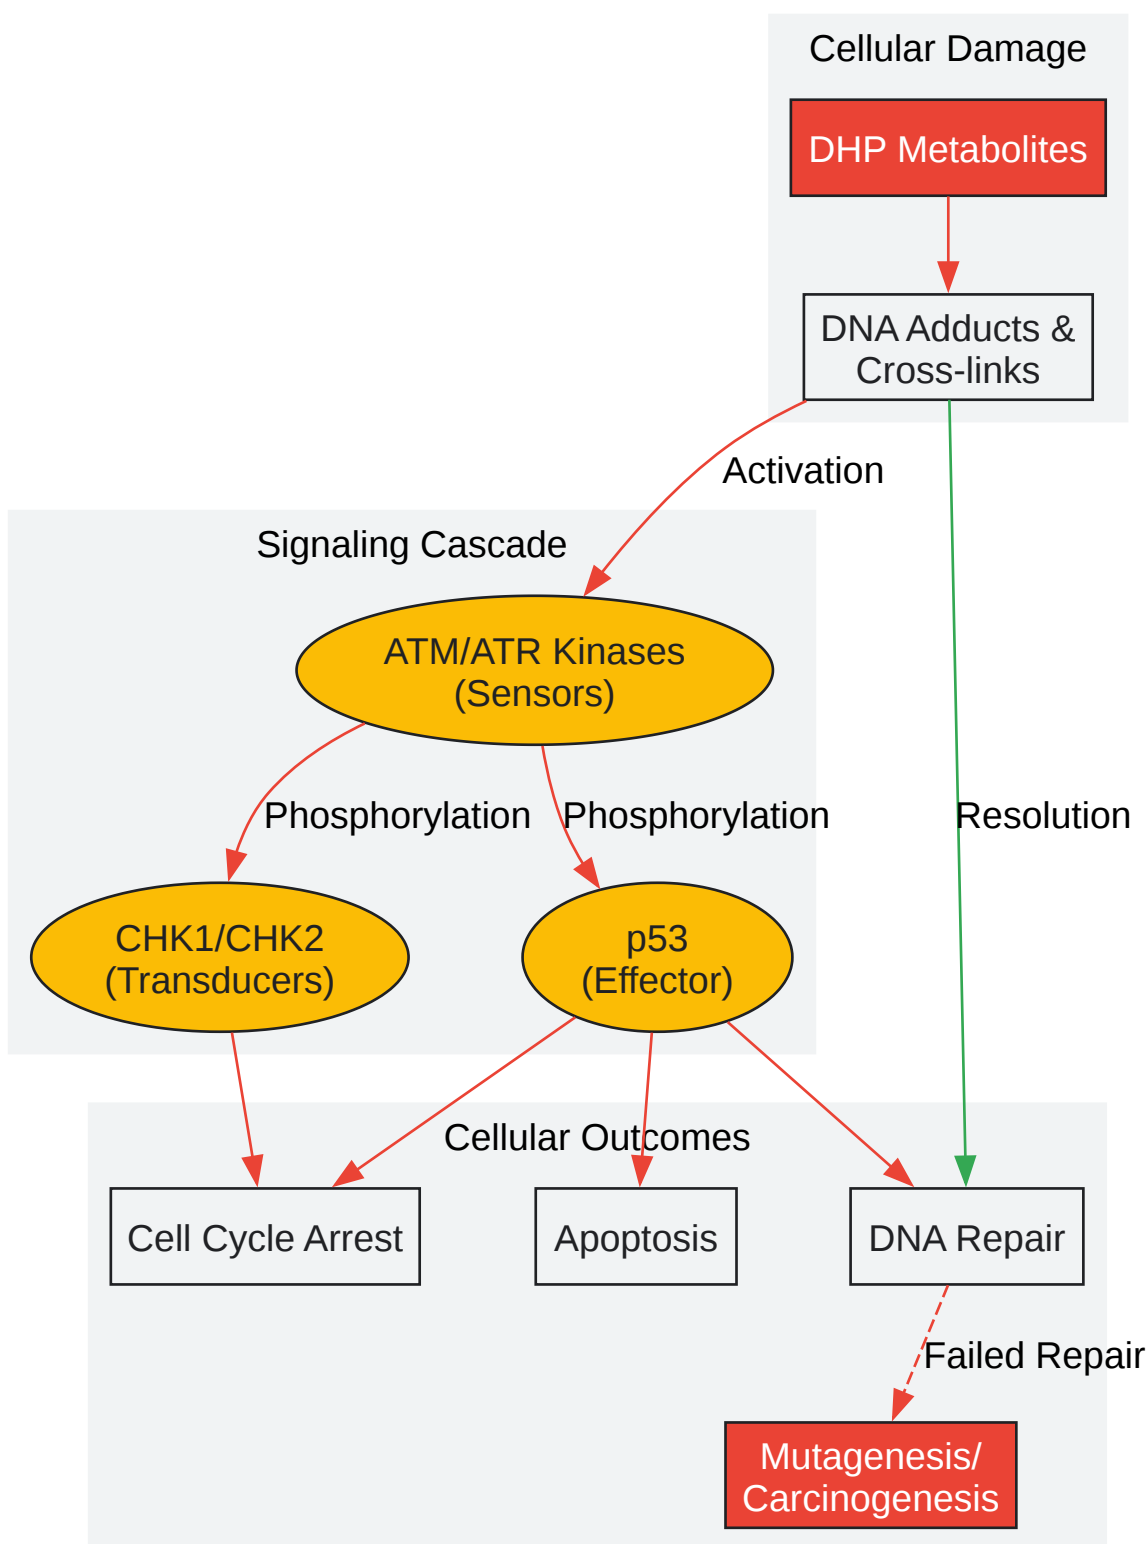 Cellular Damage
DHP Metabolites
DNA Adducts &
Cross-links
Activation
Signaling Cascade
ATM/ATR Kinases
(Sensors)
Phosphorylation
Phosphorylation
Resolution
CHK1/CHK2
(Transducers)
p53
(Effector)
Cellular Outcomes
Cell Cycle Arrest
Apoptosis
DNA Repair
Failed Repair
Mutagenesis/
Carcinogenesis